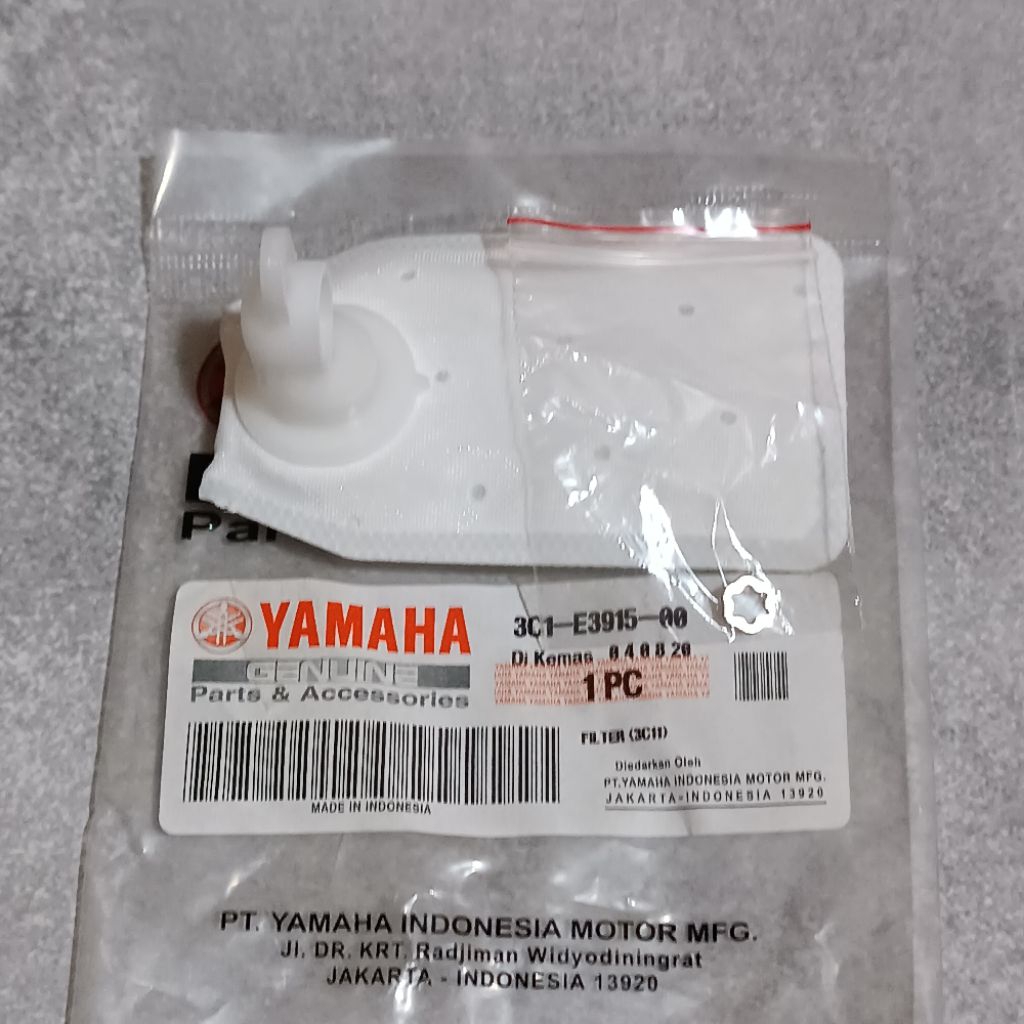 Par
YAMAHA
GENUINE
Parts & Accessories
MADE IN INDONESIA
3C1-E3915-00
Di Kemas 040820
1 PC
FILTER (3C11)
Diedarkan Oleh
PT.YAMAHA INDONESIA MOTOR MFG.
JAKARTA-INDONESIA 13920
PT. YAMAHA INDONESIA MOTOR MFG.
Jl. DR. KRT. Radjiman Widyodiningrat
JAKARTA - INDONESIA 13920